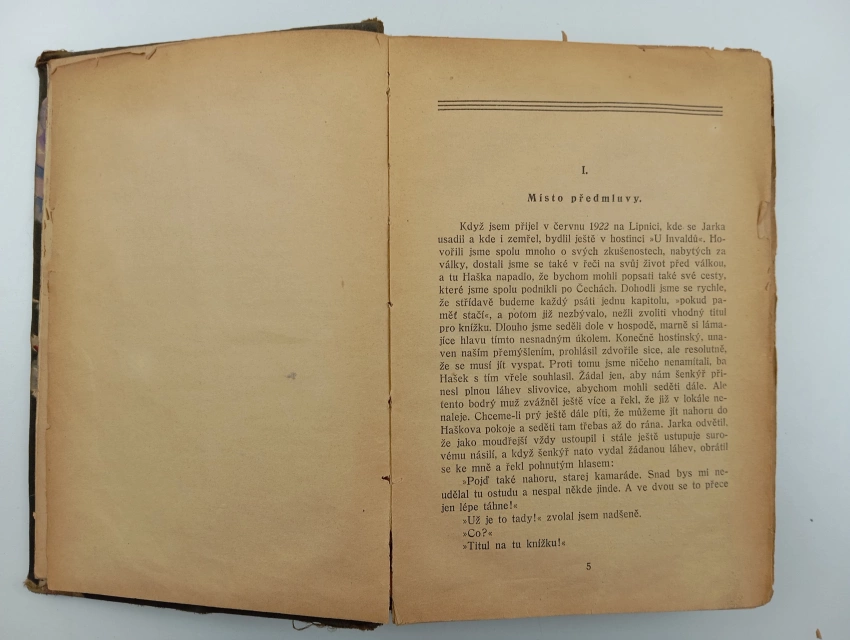 I.
Místo předmluvy.
Když jsem přijel v červnu 1922 na Lipnici, kde se Jarka
usadil a kde i zemřel, bydlil ještě v hostinci »U Invaldů«. Ho-
vořili jsme spolu mnoho o svých zkušenostech, nabytých za
války, dostali jsme se také v řeči na svůj život před válkou,
a tu Haška napadlo, že bychom mohli popsati také své cesty,
které jsme spolu podnikli po Čechách. Dohodli jsme se rychle,
že střídavě budeme každý psáti jednu kapitolu, »pokud pa-
měť stačí«, a potom již nezbývalo, nežli zvoliti vhodný titul
pro knížku. Dlouho jsme seděli dole v hospodě, marně si láma-
jíce hlavu tímto nesnadným úkolem. Konečně hostinský, una-
ven naším přemýšlením, prohlásil zdvořile sice, ale resolutně,
že se musí jít vyspat. Proti tomu jsme ničeho nenamítali, ba
Hašek s tím vřele souhlasil. Žádal jen, aby nám šenkýř při-
nesl plnou láhev slivovice, abychom mohli seděti dále. Ale
tento bodrý muž zvážněl ještě více a řekl, že již v lokále ne-
naleje. Chceme-li prý ještě dále píti, že můžeme jít nahoru do
Haškova pokoje a seděti tam třebas až do rána. Jarka odvětil,
že jako moudřejší vždy ustoupil i stále ještě ustupuje suro-
vému násilí, a když šenkýř nato vydal žádanou láhev, obrátil
se ke mně a řekl pohnutým hlasem:
»Pojď také nahoru, starej kamaráde. Snad bys mi ne-
udělal tu ostudu a nespal někde jinde. A ve dvou se to přece
jen lépe táhne!«
»Už je to tady!« zvolal jsem nadšeně.
»Co?«
»Titul na tu knížku!«
5